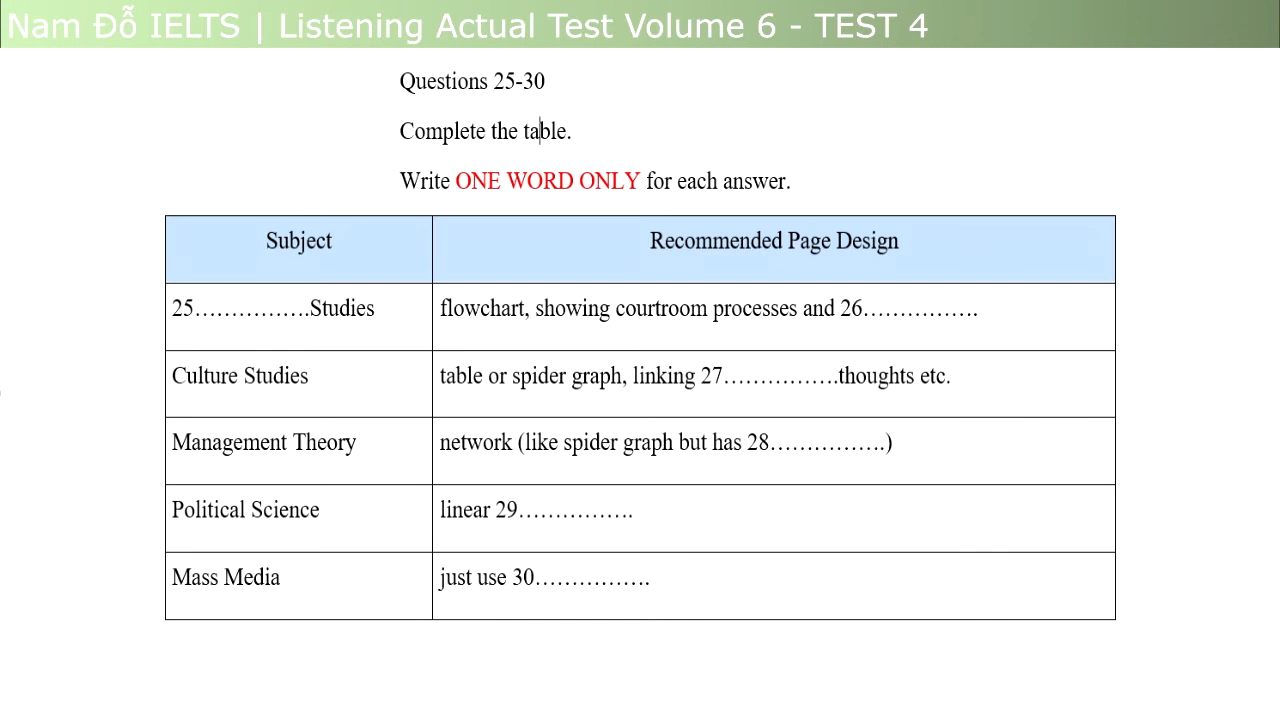 Nam Đỗ IELTS | Listening Actual Test Volume 6 - TEST 4
Questions 25-30
Complete the table.
Write ONE WORD ONLY for each answer.
Subject Recommended Page Design
25…………….Studies flowchart, showing courtroom processes and 26…………….
Culture Studies table or spider graph, linking 27…………….thoughts etc.
Management Theory network (like spider graph but has 28…………….)
Political Science linear 29…………….
Mass Media just use 30…………….